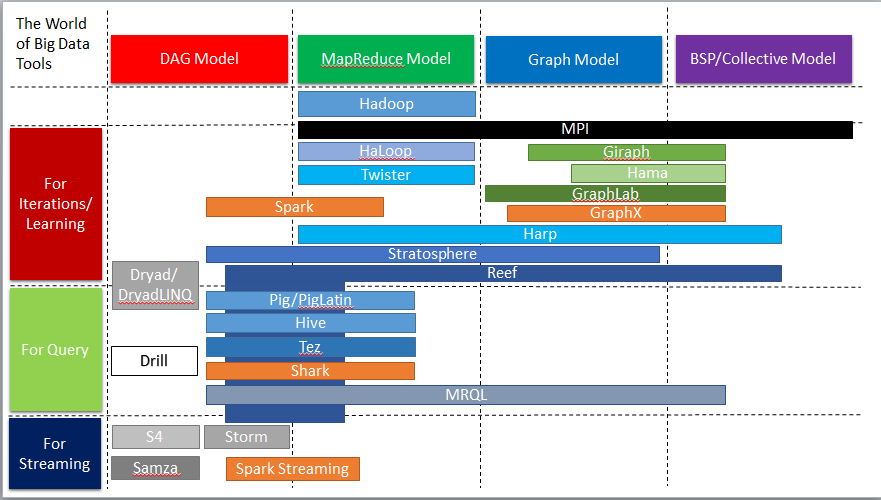 The World
of Big Data
Tools
DAG Model
MapReduce Model
Graph Model
BSP/Collective Model
Hadoop
MPI
For
Iterations/
Learning
HaLoop
Giraph
Twister
Hama
GraphLab
Spark
GraphX
Harp
Stratosphere
Reef
Dryad/
DryadLINQ
For Query
Pig/PigLatin
Hive
Tez
Drill
Shark
MRQL
For
Streaming
S4
Storm
Samza
Spark Streaming